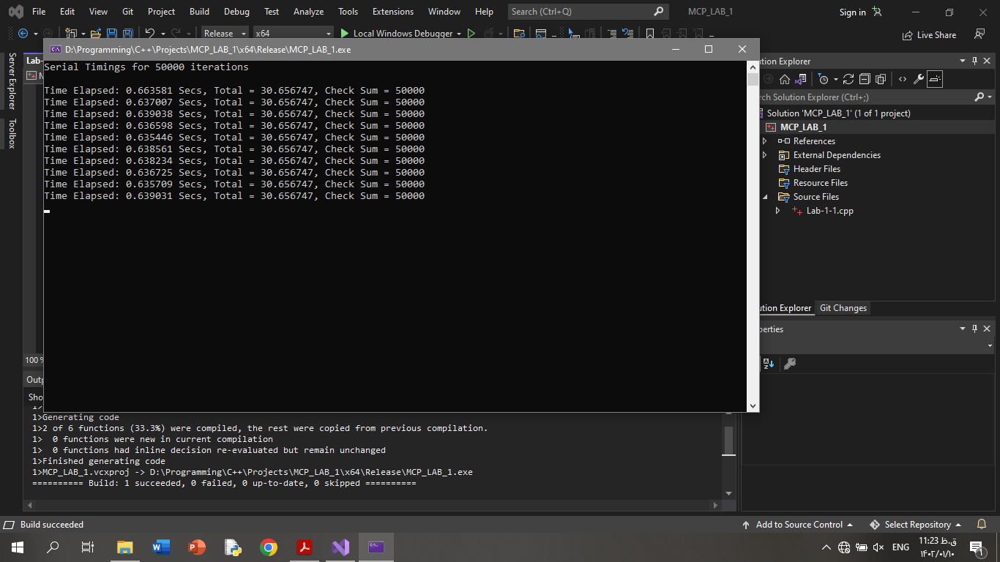 File Edit View Git Project Build Debug Test Analyze Tools Extensions Window Help Search (Ctrl+Q) MCP_LAB_1 Sign in
Release x64 Local Windows Debugger Live Share
D:\Programming\C++\Projects\MCP_LAB_1\x64\Release\MCP_LAB_1.exe
Serial Timings for 50000 iterations
Time Elapsed: 0.663581 Secs, Total = 30.656747, Check Sum = 50000
Time Elapsed: 0.637007 Secs, Total = 30.656747, Check Sum = 50000
Time Elapsed: 0.639038 Secs, Total = 30.656747, Check Sum = 50000
Time Elapsed: 0.636598 Secs, Total = 30.656747, Check Sum = 50000
Time Elapsed: 0.635446 Secs, Total = 30.656747, Check Sum = 50000
Time Elapsed: 0.638561 Secs, Total = 30.656747, Check Sum = 50000
Time Elapsed: 0.638234 Secs, Total = 30.656747, Check Sum = 50000
Time Elapsed: 0.636725 Secs, Total = 30.656747, Check Sum = 50000
Time Elapsed: 0.635709 Secs, Total = 30.656747, Check Sum = 50000
Time Elapsed: 0.639031 Secs, Total = 30.656747, Check Sum = 50000
Server Explorer
Toolbox
Lab-
ution Explorer
rch Solution Explorer (Ctrl+;)
Solution 'MCP_LAB_1' (1 of 1 project)
MCP_LAB_1
References
External Dependencies
Header Files
Resource Files
Source Files
Lab-1-1.cpp
ution Explorer Git Changes
perties
100 %
Outp
Sho
1>Generating code
1>2 of 6 functions (33.3%) were compiled, the rest were copied from previous compilation.
1>  0 functions were new in current compilation
1>  0 functions had inline decision re-evaluated but remain unchanged
1>Finished generating code
1>MCP_LAB_1.vcxproj -> D:\Programming\C++\Projects\MCP_LAB_1\x64\Release\MCP_LAB_1.exe
========== Build: 1 succeeded, 0 failed, 0 up-to-date, 0 skipped ==========
Build succeeded Add to Source Control Select Repository
ENG
11:23 ق.ظ
۱۴۰۲/۰۱/۱۰
1